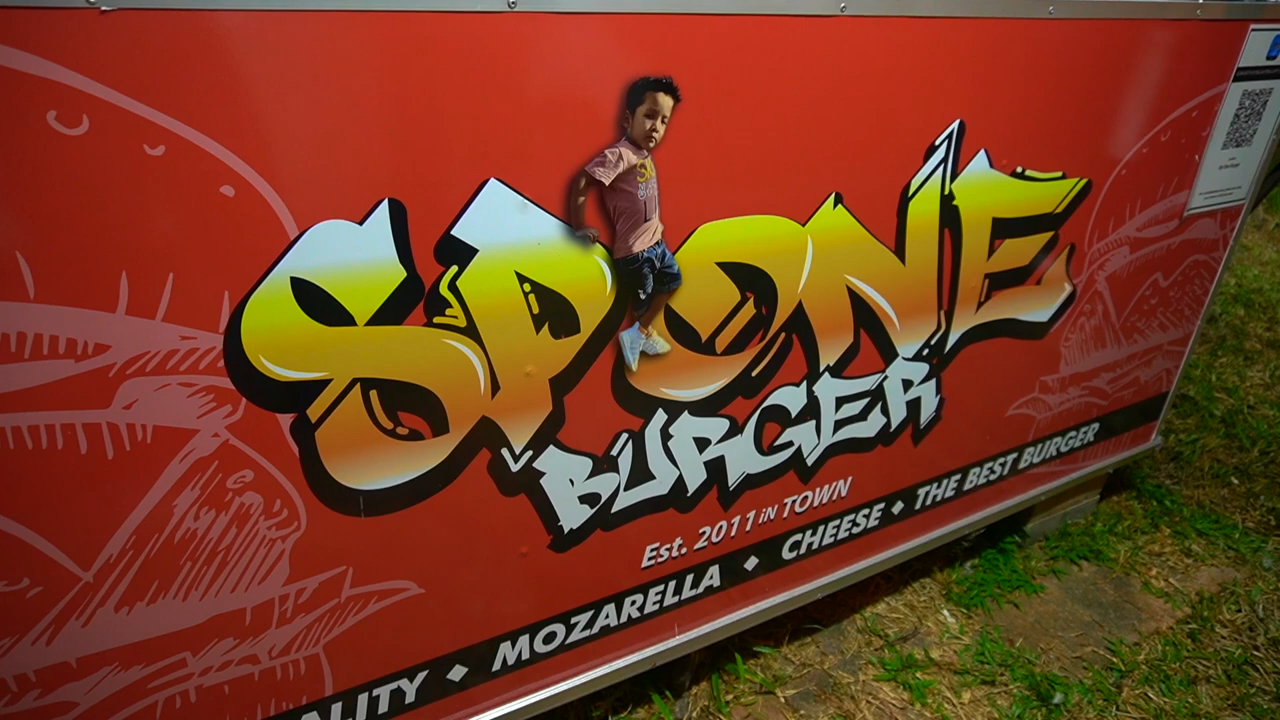 SPONE
BURGER
Est. 2011 iN TOWN
ALITY ◆ MOZARELLA ◆ CHEESE ◆ THE BEST BURGER